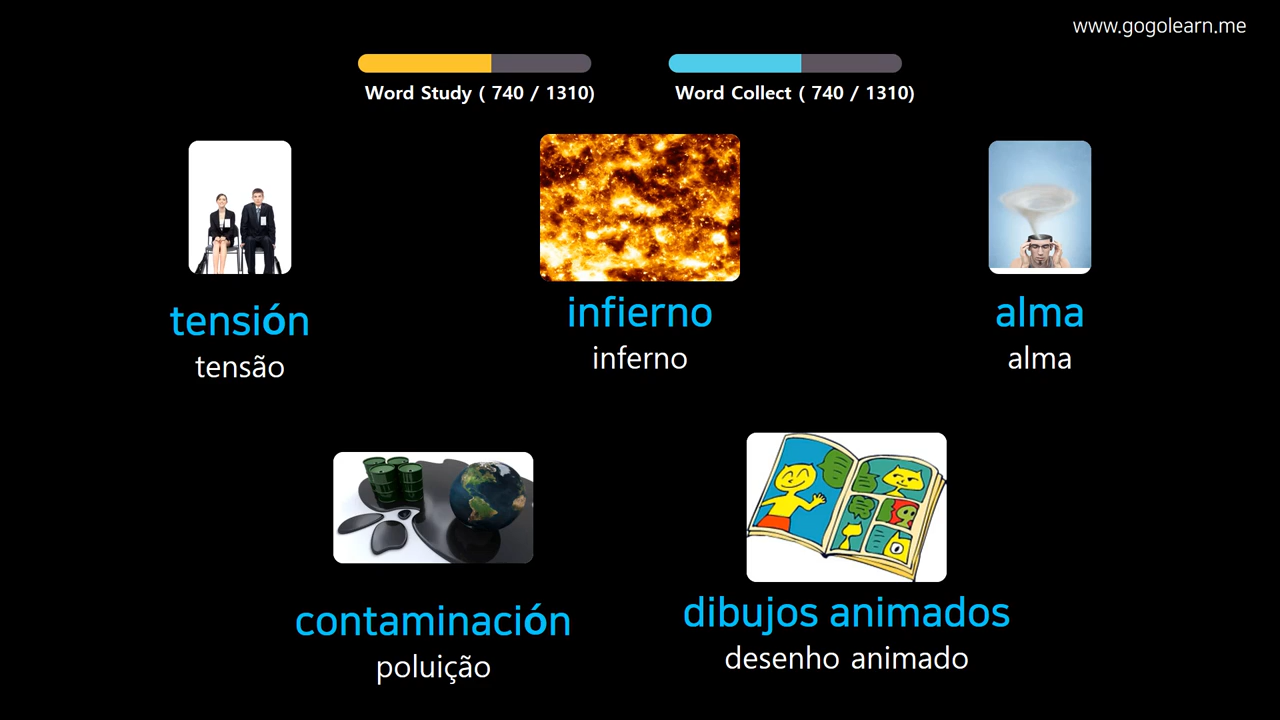 www.gogolearn.me
Word Study ( 740 / 1310)
Word Collect ( 740 / 1310)
tensión
tensão
infierno
inferno
alma
alma
contaminación
poluição
dibujos animados
desenho animado